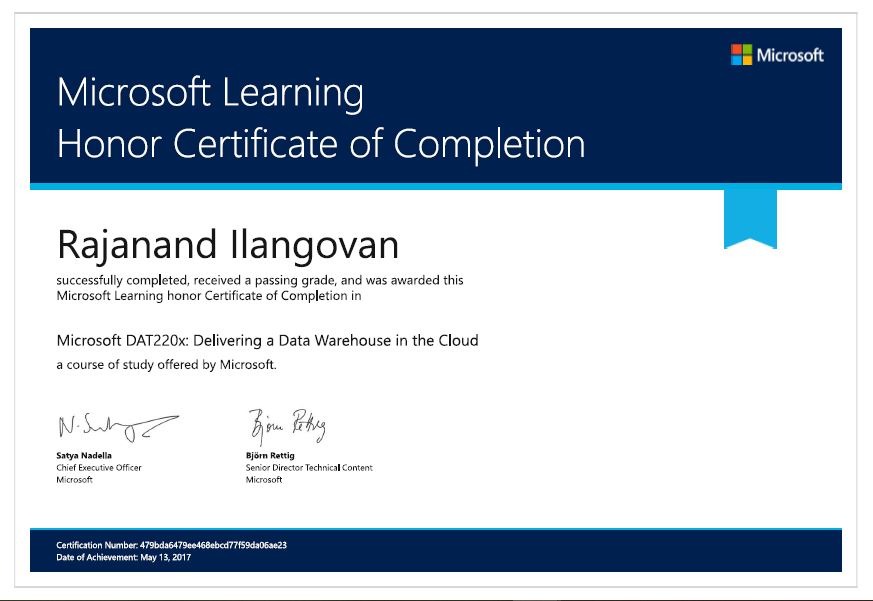 Microsoft
Microsoft Learning
Honor Certificate of Completion
Rajanand Ilangovan
successfully completed, received a passing grade, and was awarded this
Microsoft Learning honor Certificate of Completion in
Microsoft DAT220x: Delivering a Data Warehouse in the Cloud
a course of study offered by Microsoft.
N. Satya
Björn Rettig
Satya Nadella
Chief Executive Officer
Microsoft
Björn Rettig
Senior Director Technical Content
Microsoft
Certification Number: 479bda6479ee468ebcd77f59da06ae23
Date of Achievement: May 13, 2017